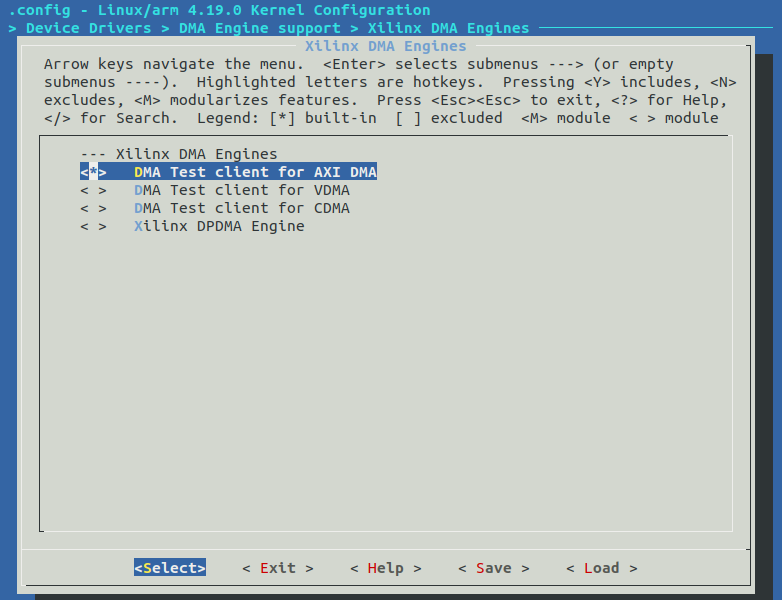 .config - Linux/arm 4.19.0 Kernel Configuration
> Device Drivers > DMA Engine support > Xilinx DMA Engines
Xilinx DMA Engines
Arrow keys navigate the menu.  <Enter> selects submenus ---> (or empty
submenus ----).  Highlighted letters are hotkeys.  Pressing <Y> includes, <N>
excludes, <M> modularizes features.  Press <Esc><Esc> to exit, <?> for Help,
</> for Search.  Legend: [*] built-in  [ ] excluded  <M> module  < > module
--- Xilinx DMA Engines
<*>   DMA Test client for AXI DMA
< >   DMA Test client for VDMA
< >   DMA Test client for CDMA
< >   Xilinx DPDMA Engine
<Select>    < Exit >    < Help >    < Save >    < Load >